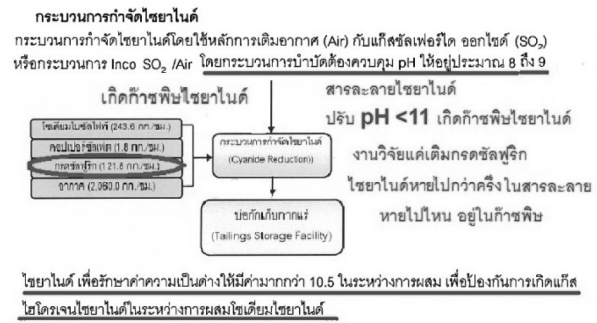 กระบวนการกำจัดไซยาไนด์
กระบวนการกำจัดไซยาไนด์โดยใช้หลักการเติมอากาศ (Air) กับแก๊สซัลเฟอร์ได ออกไซด์ (SO₂)
หรือกระบวนการ Inco SO₂ /Air โดยกระบวนการบำบัดต้องควบคุม pH ให้อยู่ประมาณ 8 ถึง 9
เกิดก๊าซพิษไซยาไนด์
สารละลายไซยาไนด์
ปรับ pH <11 เกิดก๊าซพิษไซยาไนด์
โซเดียมไบซัลไฟท์ (243.6 กก./ชม.)
คอปเปอร์ซัลเฟต (1.8 กก./ชม.)
กรดซัลฟูริก (121.8 กก./ชม.)
อากาศ (2,060.0 กก./ชม.)
กระบวนการกำจัดไซยาไนด์
(Cyanide Reduction))
งานวิจัยแค่เติมกรดซัลฟูริก
ไซยาไนด์หายไปกว่าครึ่งในสารละลาย
หายไปไหน อยู่ในก๊าซพิษ
บ่อกักเก็บกากแร่
(Tailings Storage Facility)
ไซยาไนด์ เพื่อรักษาค่าความเป็นด่างให้มีค่ามากกว่า 10.5 ในระหว่างการผสม เพื่อป้องกันการเกิดแก๊ส
ไฮโดรเจนไซยาไนด์ในระหว่างการผสมโซเดียมไซยาไนด์